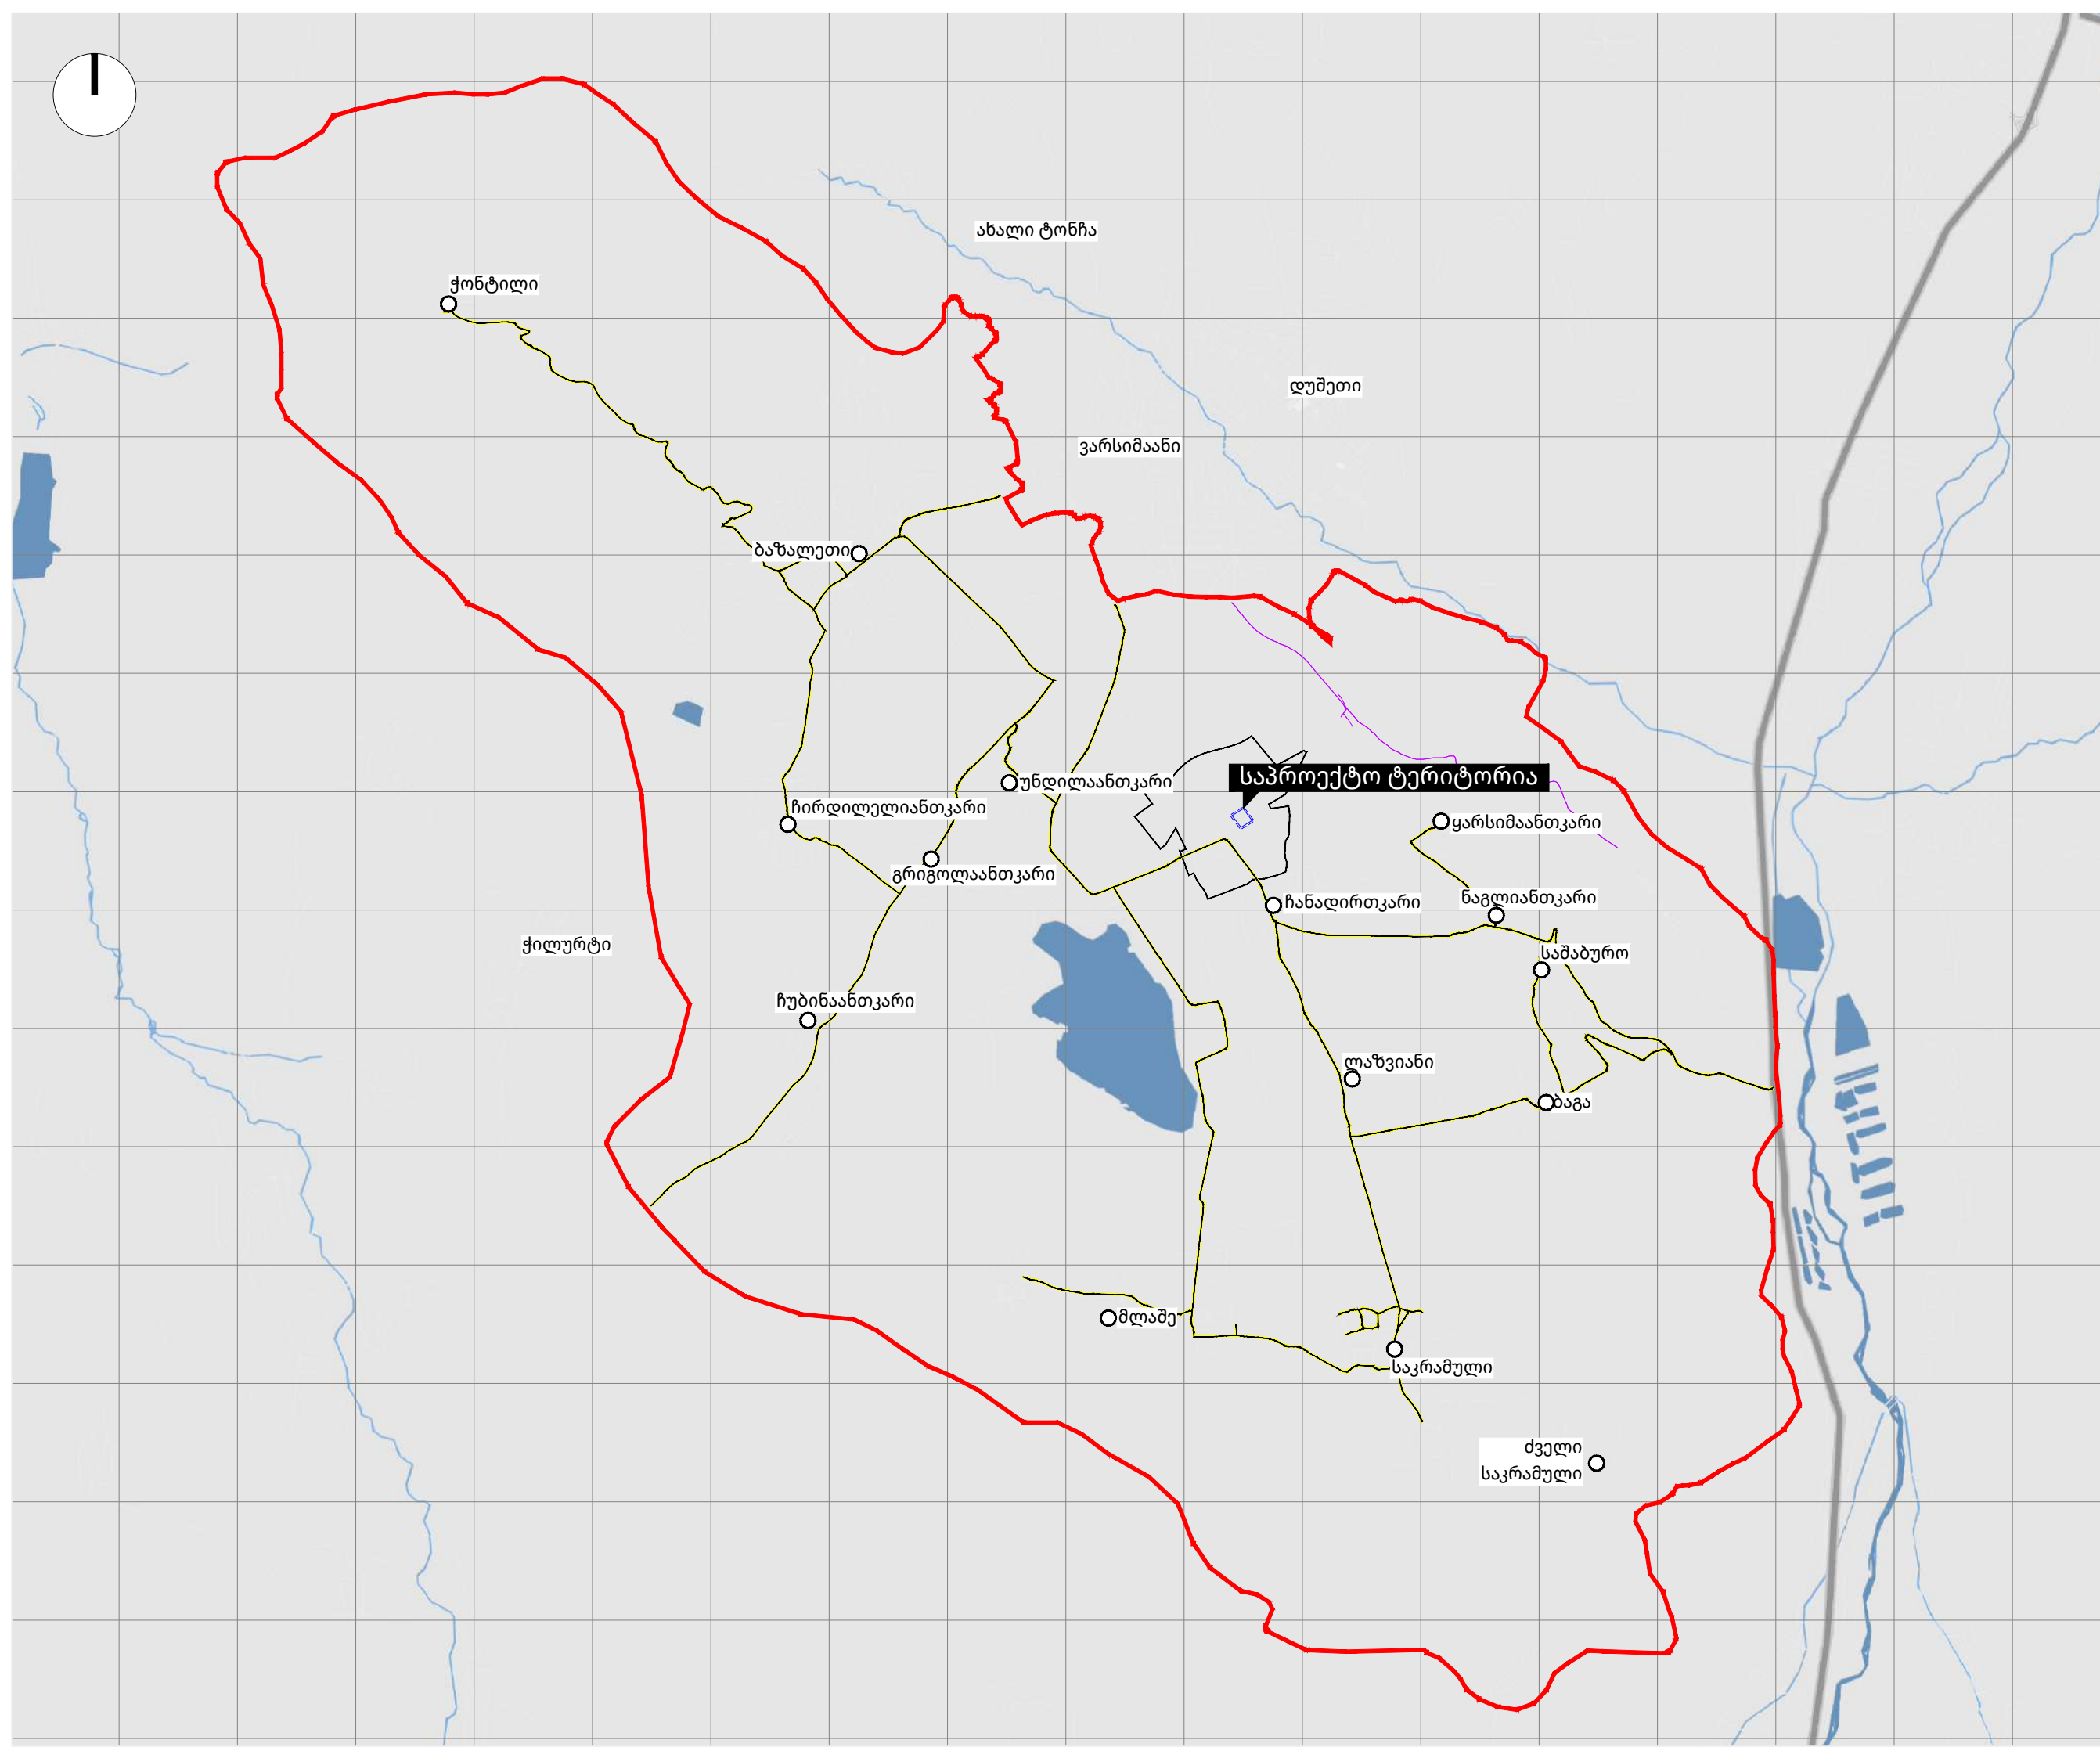 ახალი ტონჩა
ჭონტილი
დუშეთი
ვარსიმაანი
ბაზალეთი
საპროექტო ტერიტორია
უნდილაანთკარი
ჩირდილელიანთკარი
ყარსიმაანთკარი
გრიგოლაანთკარი
ნაგლიანთკარი
ჩანადირთკარი
ჭილურტი
საშაბურო
ჩუბინაანთკარი
ლაზვიანი
ბაგა
მლაშე
საკრამული
ძველი
საკრამული